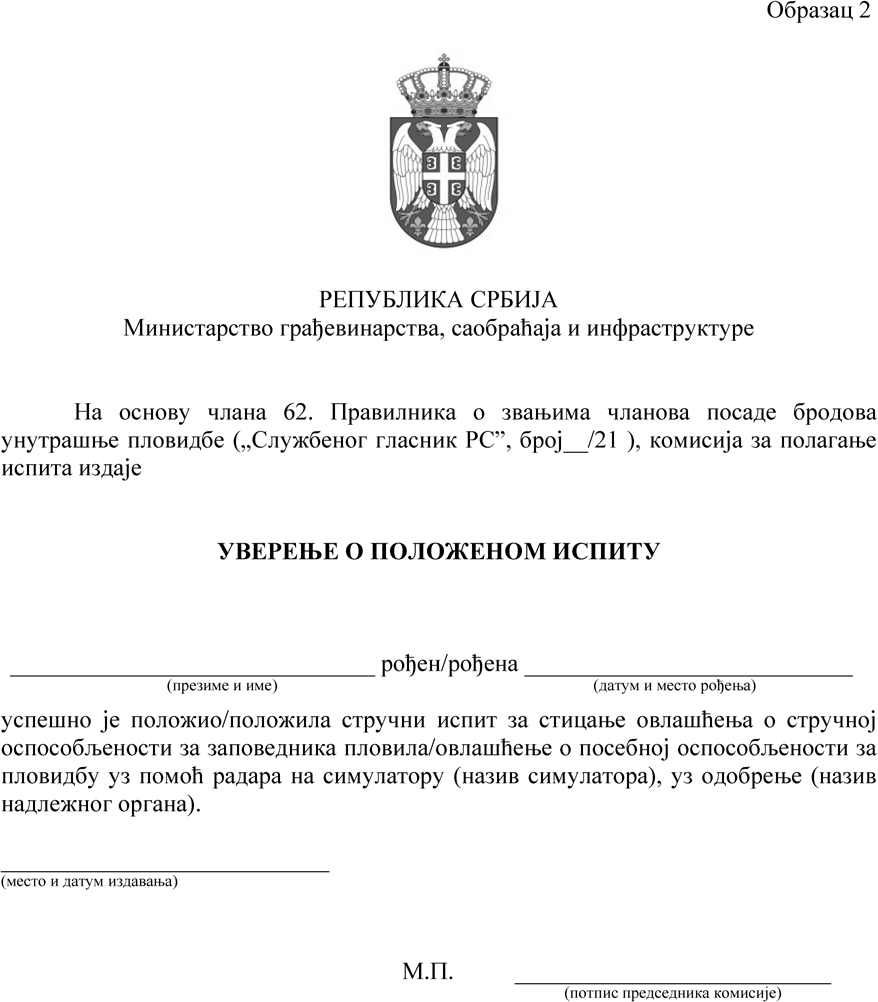 Образац 2
РЕПУБЛИКА СРБИЈА
Министарство грађевинарства, саобраћаја и инфраструктуре
На основу члана 62. Правилника о звањима чланова посаде бродова
унутрашње пловидбе („Службеног гласник РС”, број__/21 ), комисија за полагање
испита издаје
УВЕРЕЊЕ О ПОЛОЖЕНОМ ИСПИТУ
______________________________ рођен/рођена ___________________________
(презиме и име) (датум и место рођења)
успешно је положио/положила стручни испит за стицање овлашћења о стручној
оспособљености за заповедника пловила/овлашћење о посебној оспособљености за
пловидбу уз помоћ радара на симулатору (назив симулатора), уз одобрење (назив
надлежног органа).
___________________________
(место и датум издавања)
М.П. __________________________
(потпис председника комисије)